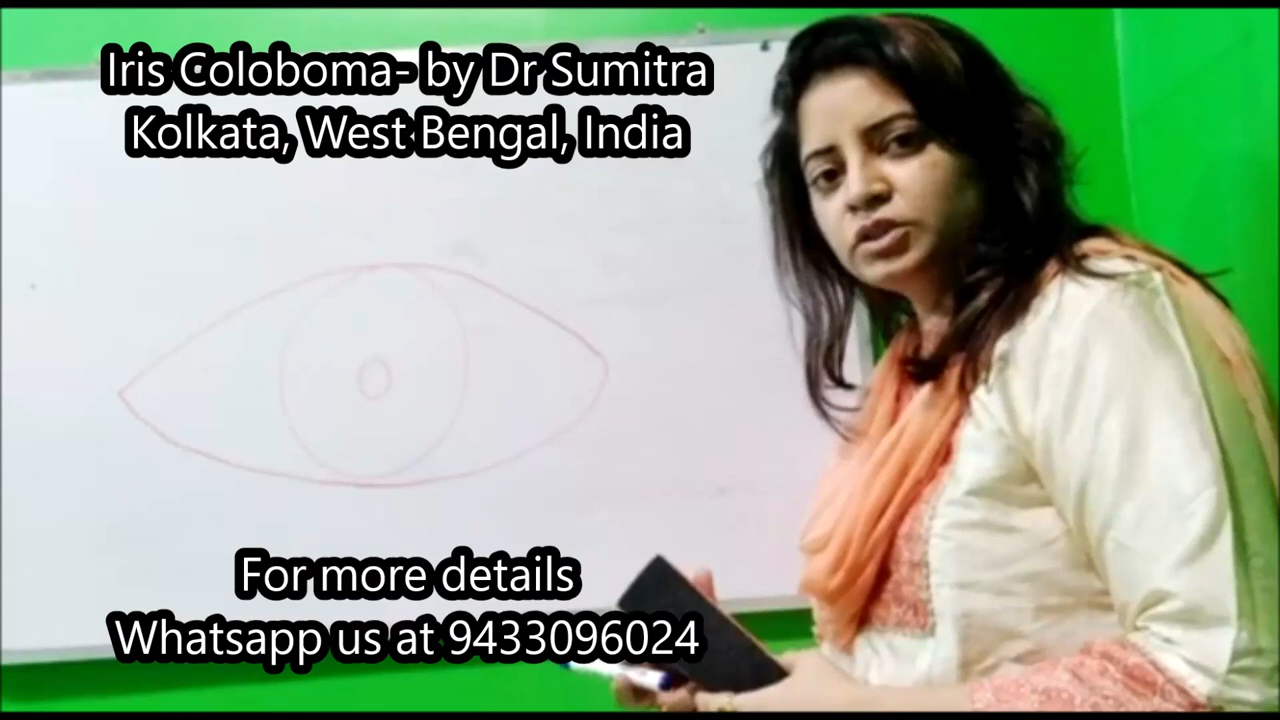 Iris Coloboma- by Dr Sumitra
Kolkata, West Bengal, India
For more details
Whatsapp us at 9433096024